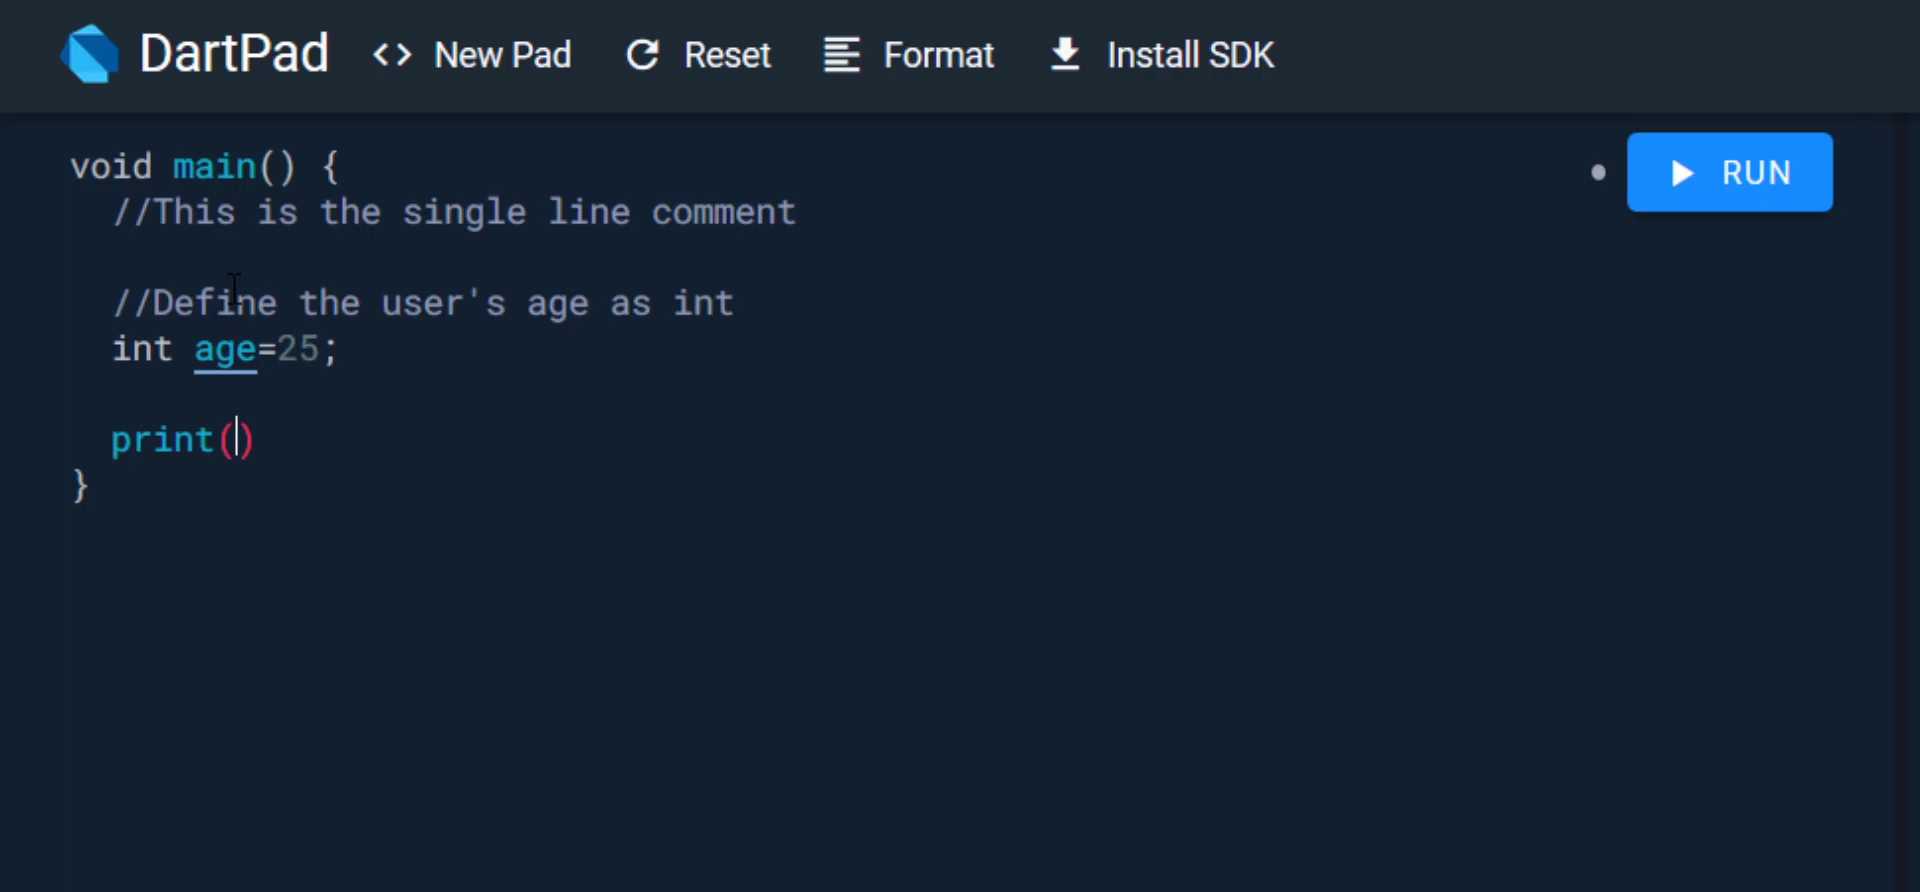 DartPad <> New Pad Reset Format Install SDK
void main() {
RUN
//This is the single line comment
//Define the user's age as int
int age=25;
print()
}